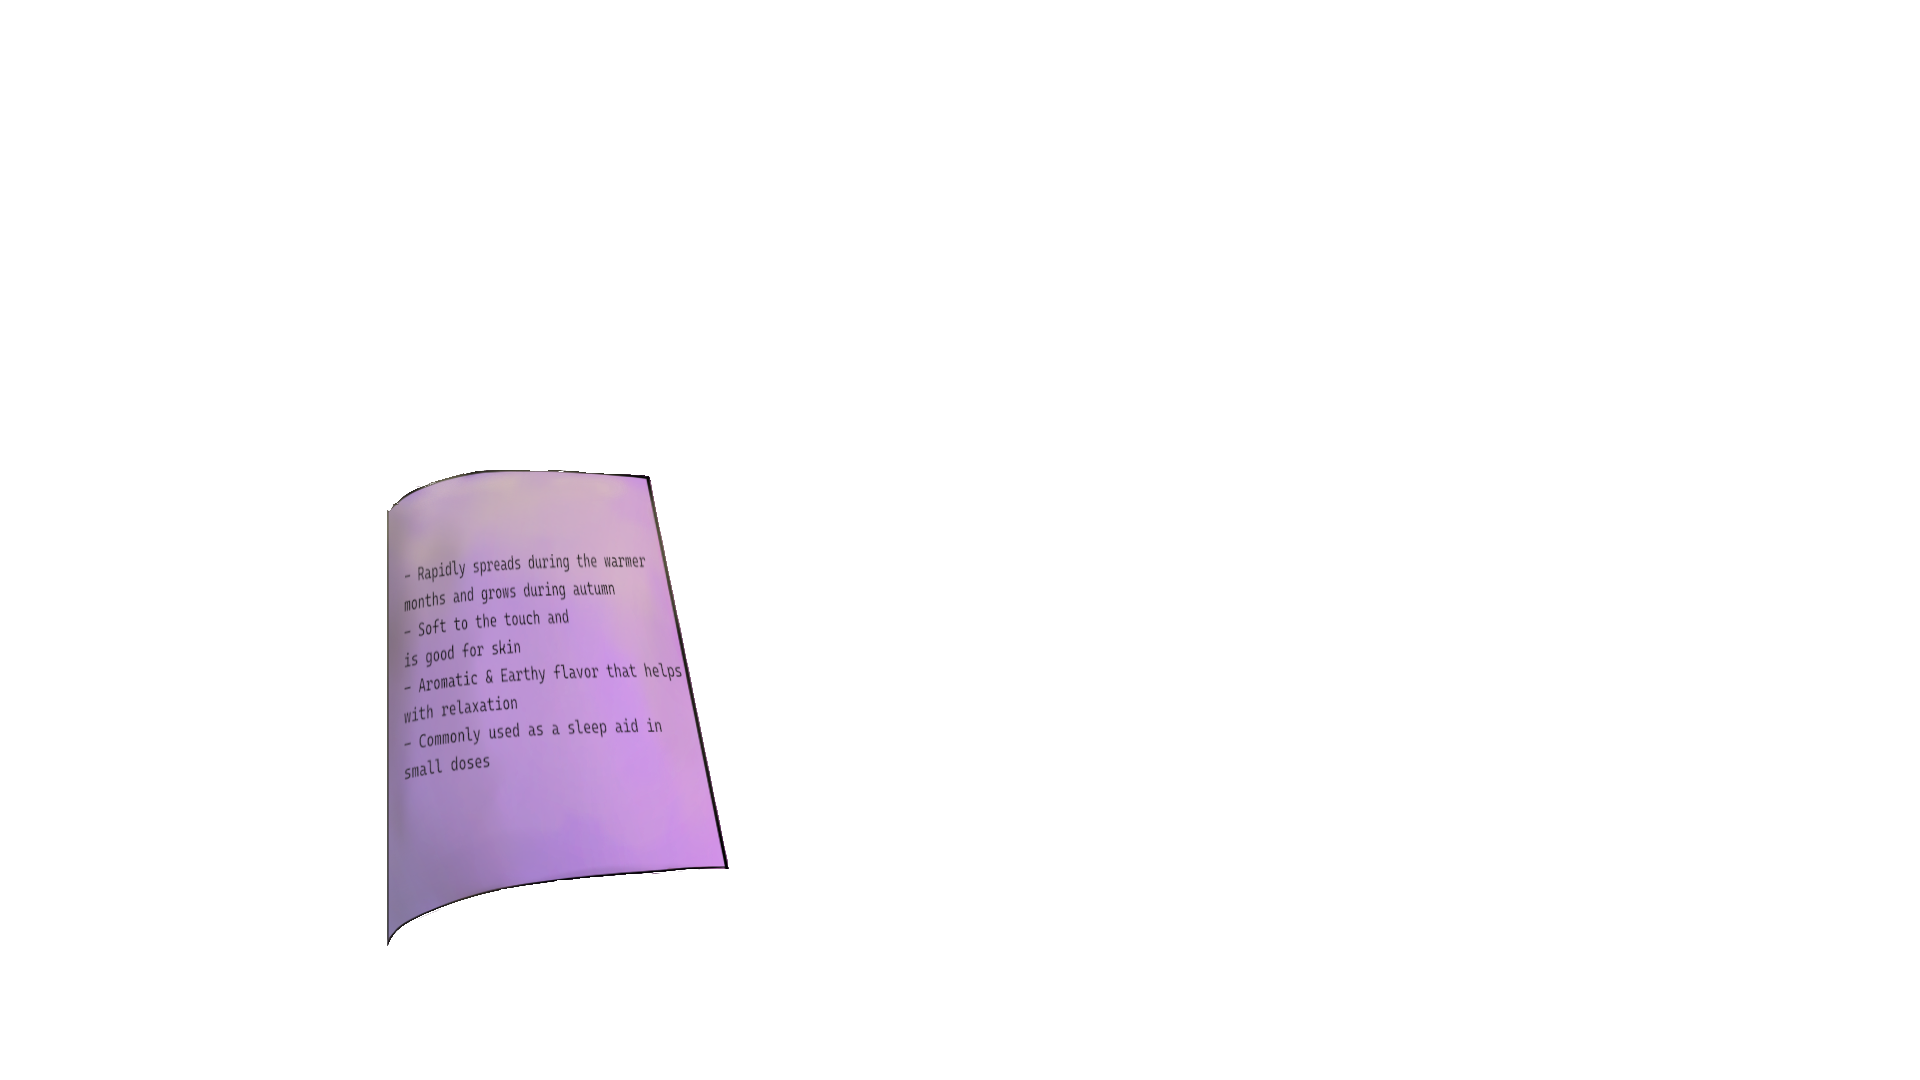 – Rapidly spreads during the warmer
months and grows during autumn
– Soft to the touch and
is good for skin
– Aromatic & Earthy flavor that helps
with relaxation
– Commonly used as a sleep aid in
small doses